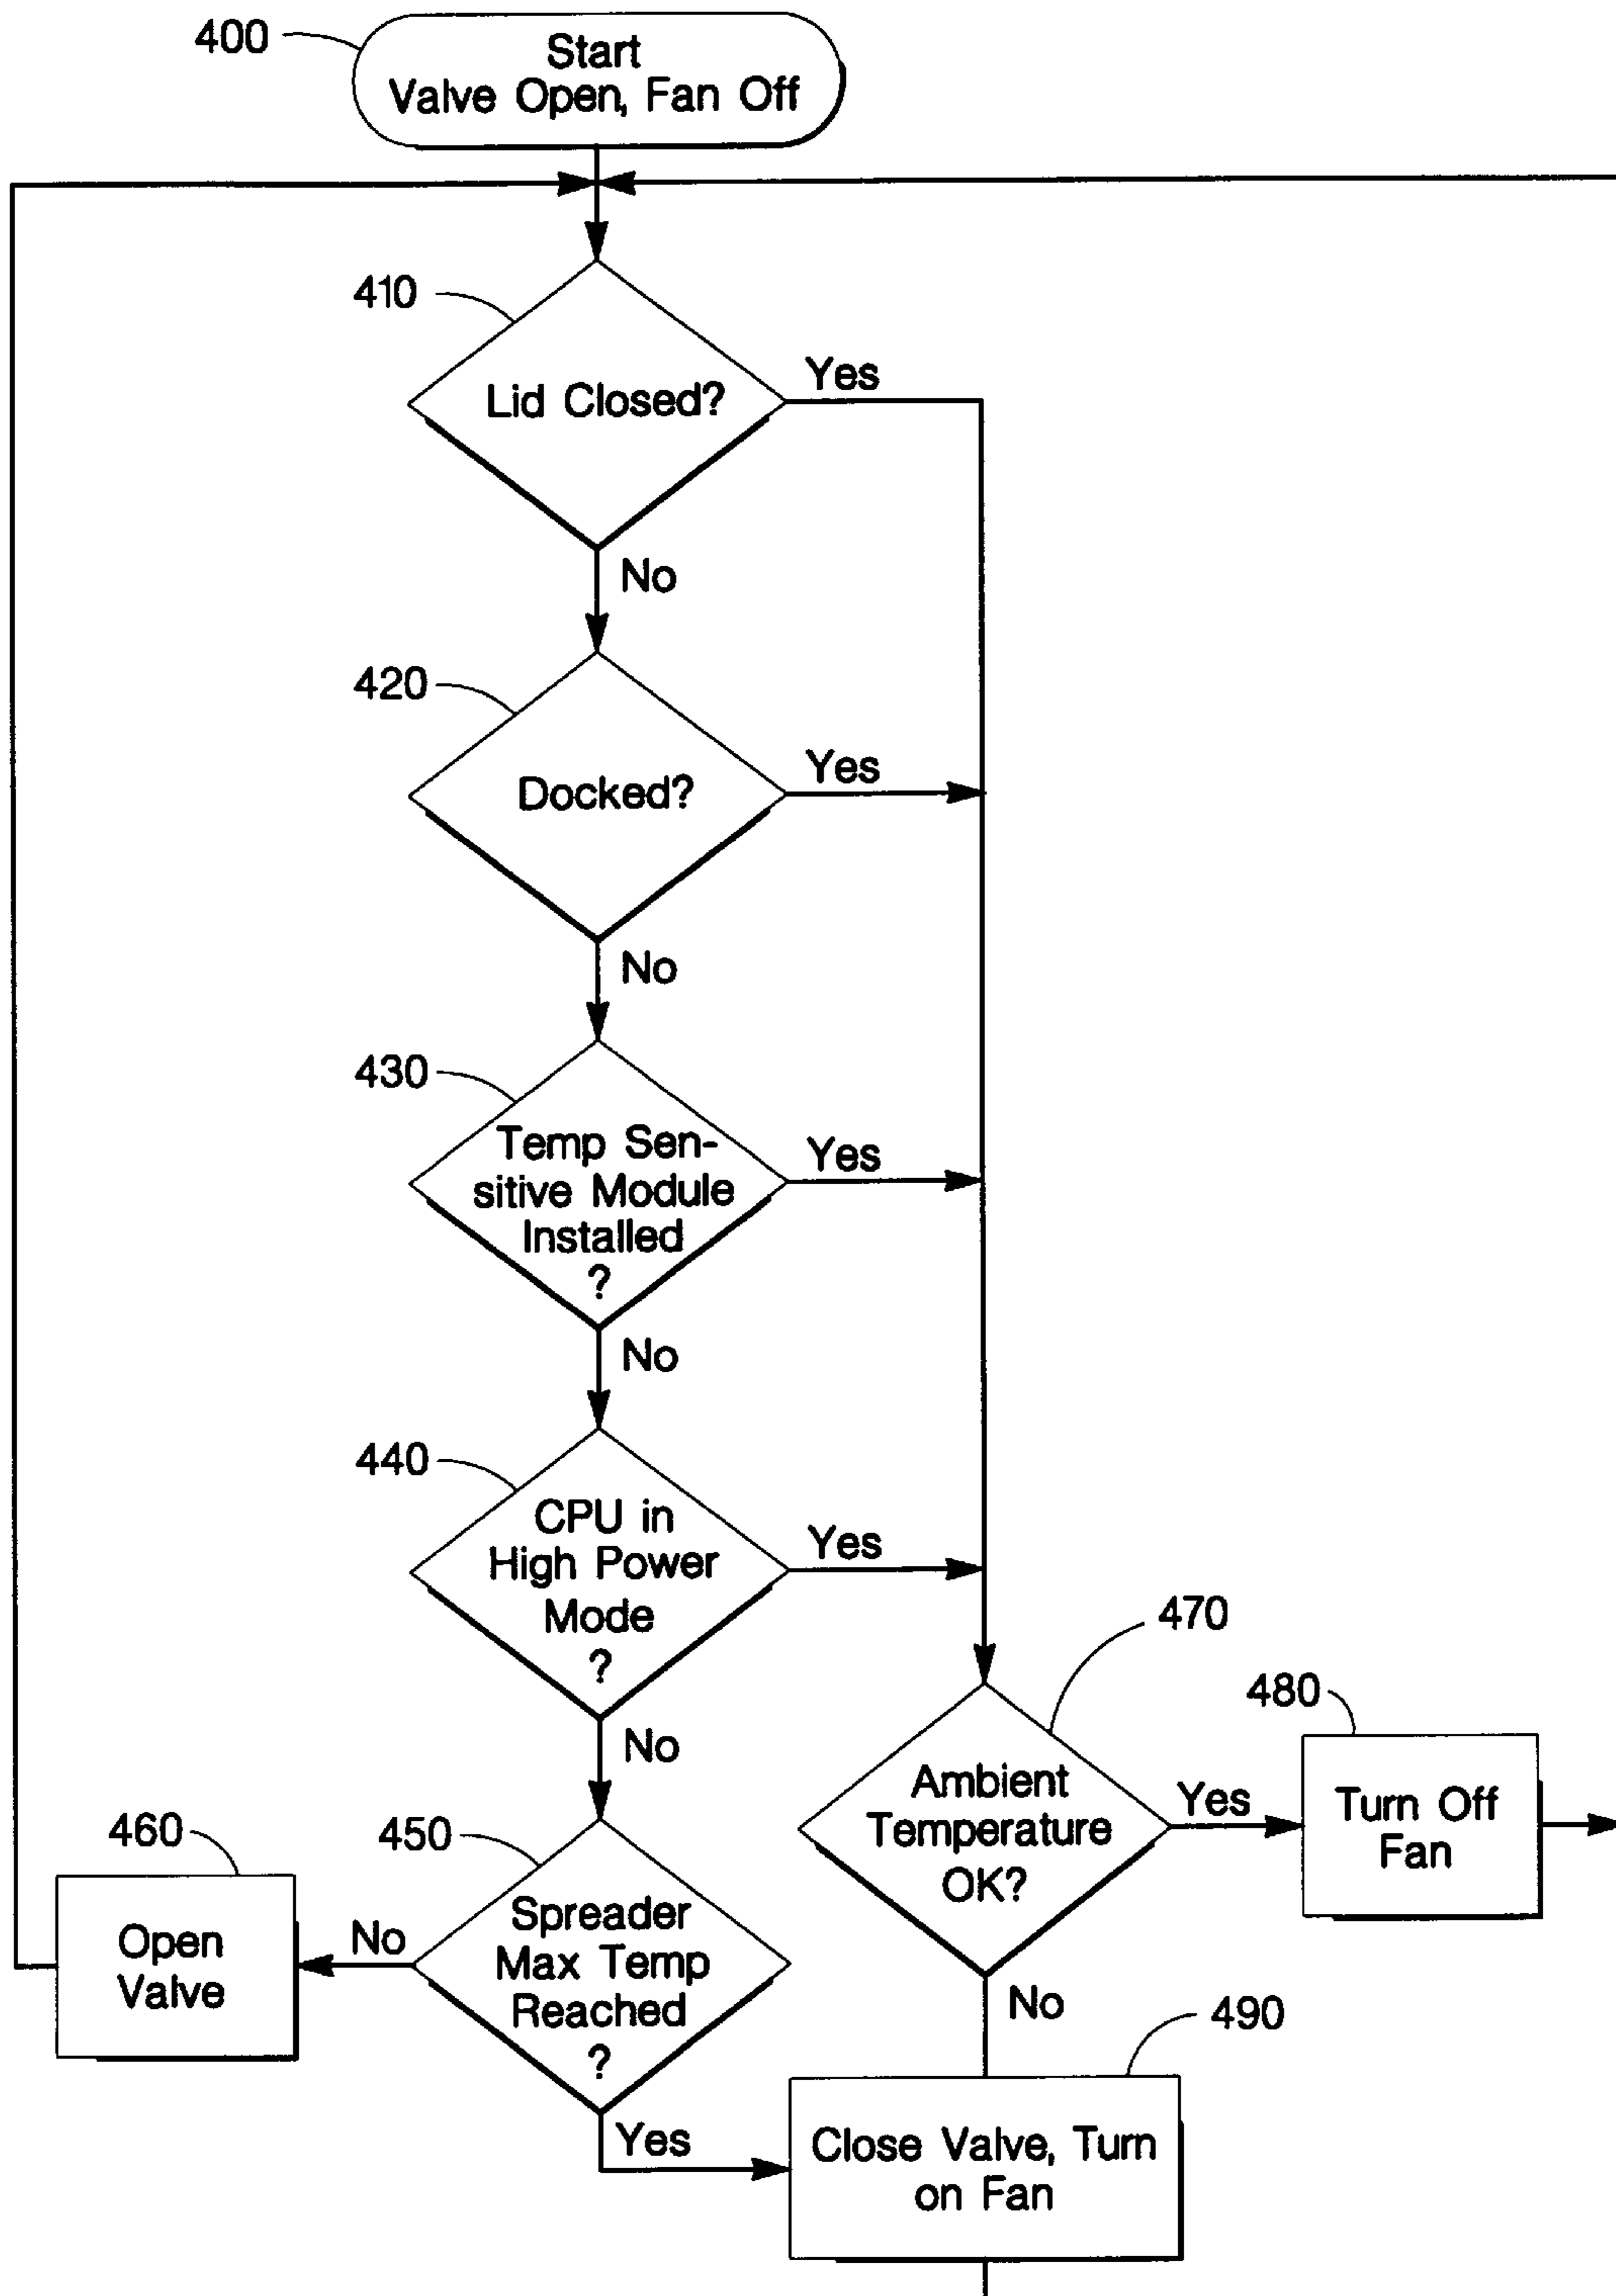 400
Start
Valve Open, Fan Off
410
Lid Closed?
Yes
No
420
Docked?
Yes
No
430
Temp Sen-
sitive Module
Installed
?
Yes
No
440
CPU in
High Power
Mode
?
Yes
No
450
Spreader
Max Temp
Reached
?
No
Yes
460
Open
Valve
470
Ambient
Temperature
OK?
Yes
No
480
Turn Off
Fan
490
Close Valve, Turn
on Fan